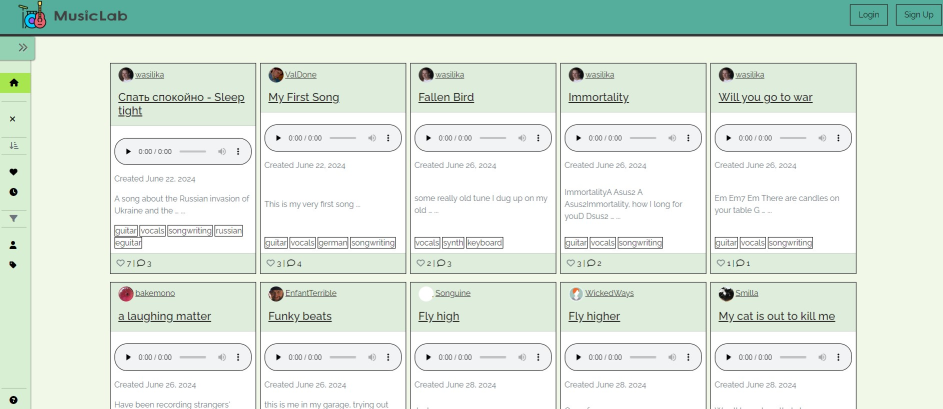 MusicLab
Login
Sign Up
wasilika
Спать спокойно - Sleep
tight
0:00 / 0:00
Created June 22, 2024
A song about the Russian invasion of
Ukraine and the ... ...
guitar vocals songwriting russian
eguitar
7 | 3
ValDone
My First Song
0:00 / 0:00
Created June 22, 2024
This is my very first song ...
guitar vocals german songwriting
3 | 4
wasilika
Fallen Bird
0:00 / 0:00
Created June 26, 2024
some really old tune I dug up on my
old ... ...
vocals synth keyboard
2 | 3
wasilika
Immortality
0:00 / 0:00
Created June 26, 2024
ImmortalityA Asus2 A
Asus2Immortality, how I long for
youD Dsus2 ... ...
guitar vocals songwriting
3 | 2
wasilika
Will you go to war
0:00 / 0:00
Created June 26, 2024
Em Em7 Em There are candles on
your table G ... ...
guitar vocals songwriting
1 | 1
bakemono
a laughing matter
0:00 / 0:00
Created June 26, 2024
Have been recording strangers'
EnfantTerrible
Funky beats
0:00 / 0:00
Created June 26, 2024
this is me in my garage, trying out
Songuine
Fly high
0:00 / 0:00
Created June 28, 2024
WickedWays
Fly higher
0:00 / 0:00
Created June 28, 2024
Smilla
My cat is out to kill me
0:00 / 0:00
Created June 28, 2024